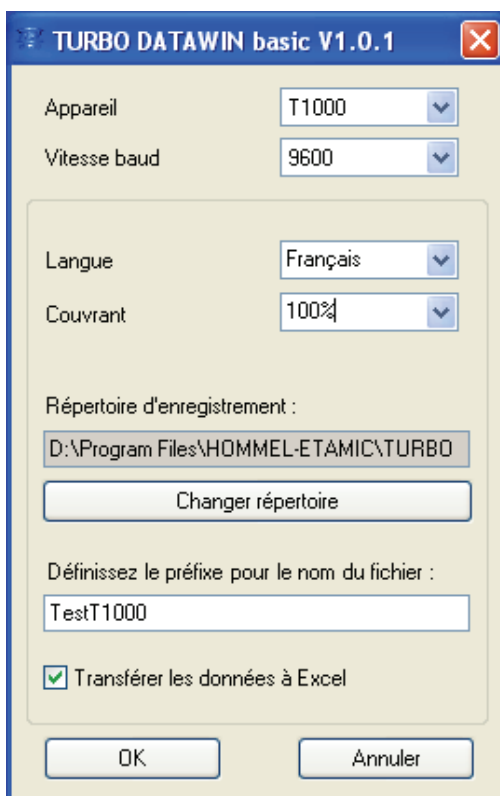 TURBO DATAWIN basic V1.0.1
Appareil T1000
Vitesse baud 9600
Langue Français
Couvrant 100%
Répertoire d'enregistrement :
D:\Program Files\HOMMEL-ETAMIC\TURBO
Changer répertoire
Définissez le préfixe pour le nom du fichier :
TestT1000
Transférer les données à Excel
OK Annuler